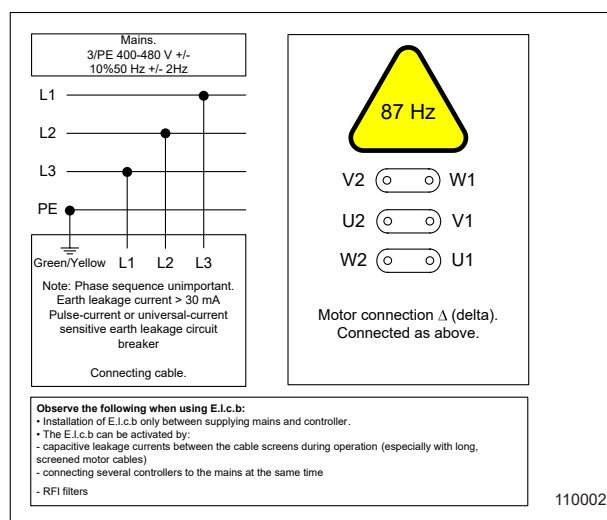 Mains.
3/PE 400-480 V +/-
10%50 Hz +/- 2Hz
L1
L2
L3
PE
Green/Yellow L1 L2 L3
Note: Phase sequence unimportant.
Earth leakage current > 30 mA
Pulse-current or universal-current
sensitive earth leakage circuit
breaker
Connecting cable.
87 Hz
V2 W1
U2 V1
W2 U1
Motor connection Δ (delta).
Connected as above.
Observe the following when using E.l.c.b:
• Installation of E.l.c.b only between supplying mains and controller.
• The E.l.c.b can be activated by:
- capacitive leakage currents between the cable screens during operation (especially with long,
screened motor cables)
- connecting several controllers to the mains at the same time
- RFI filters
110002